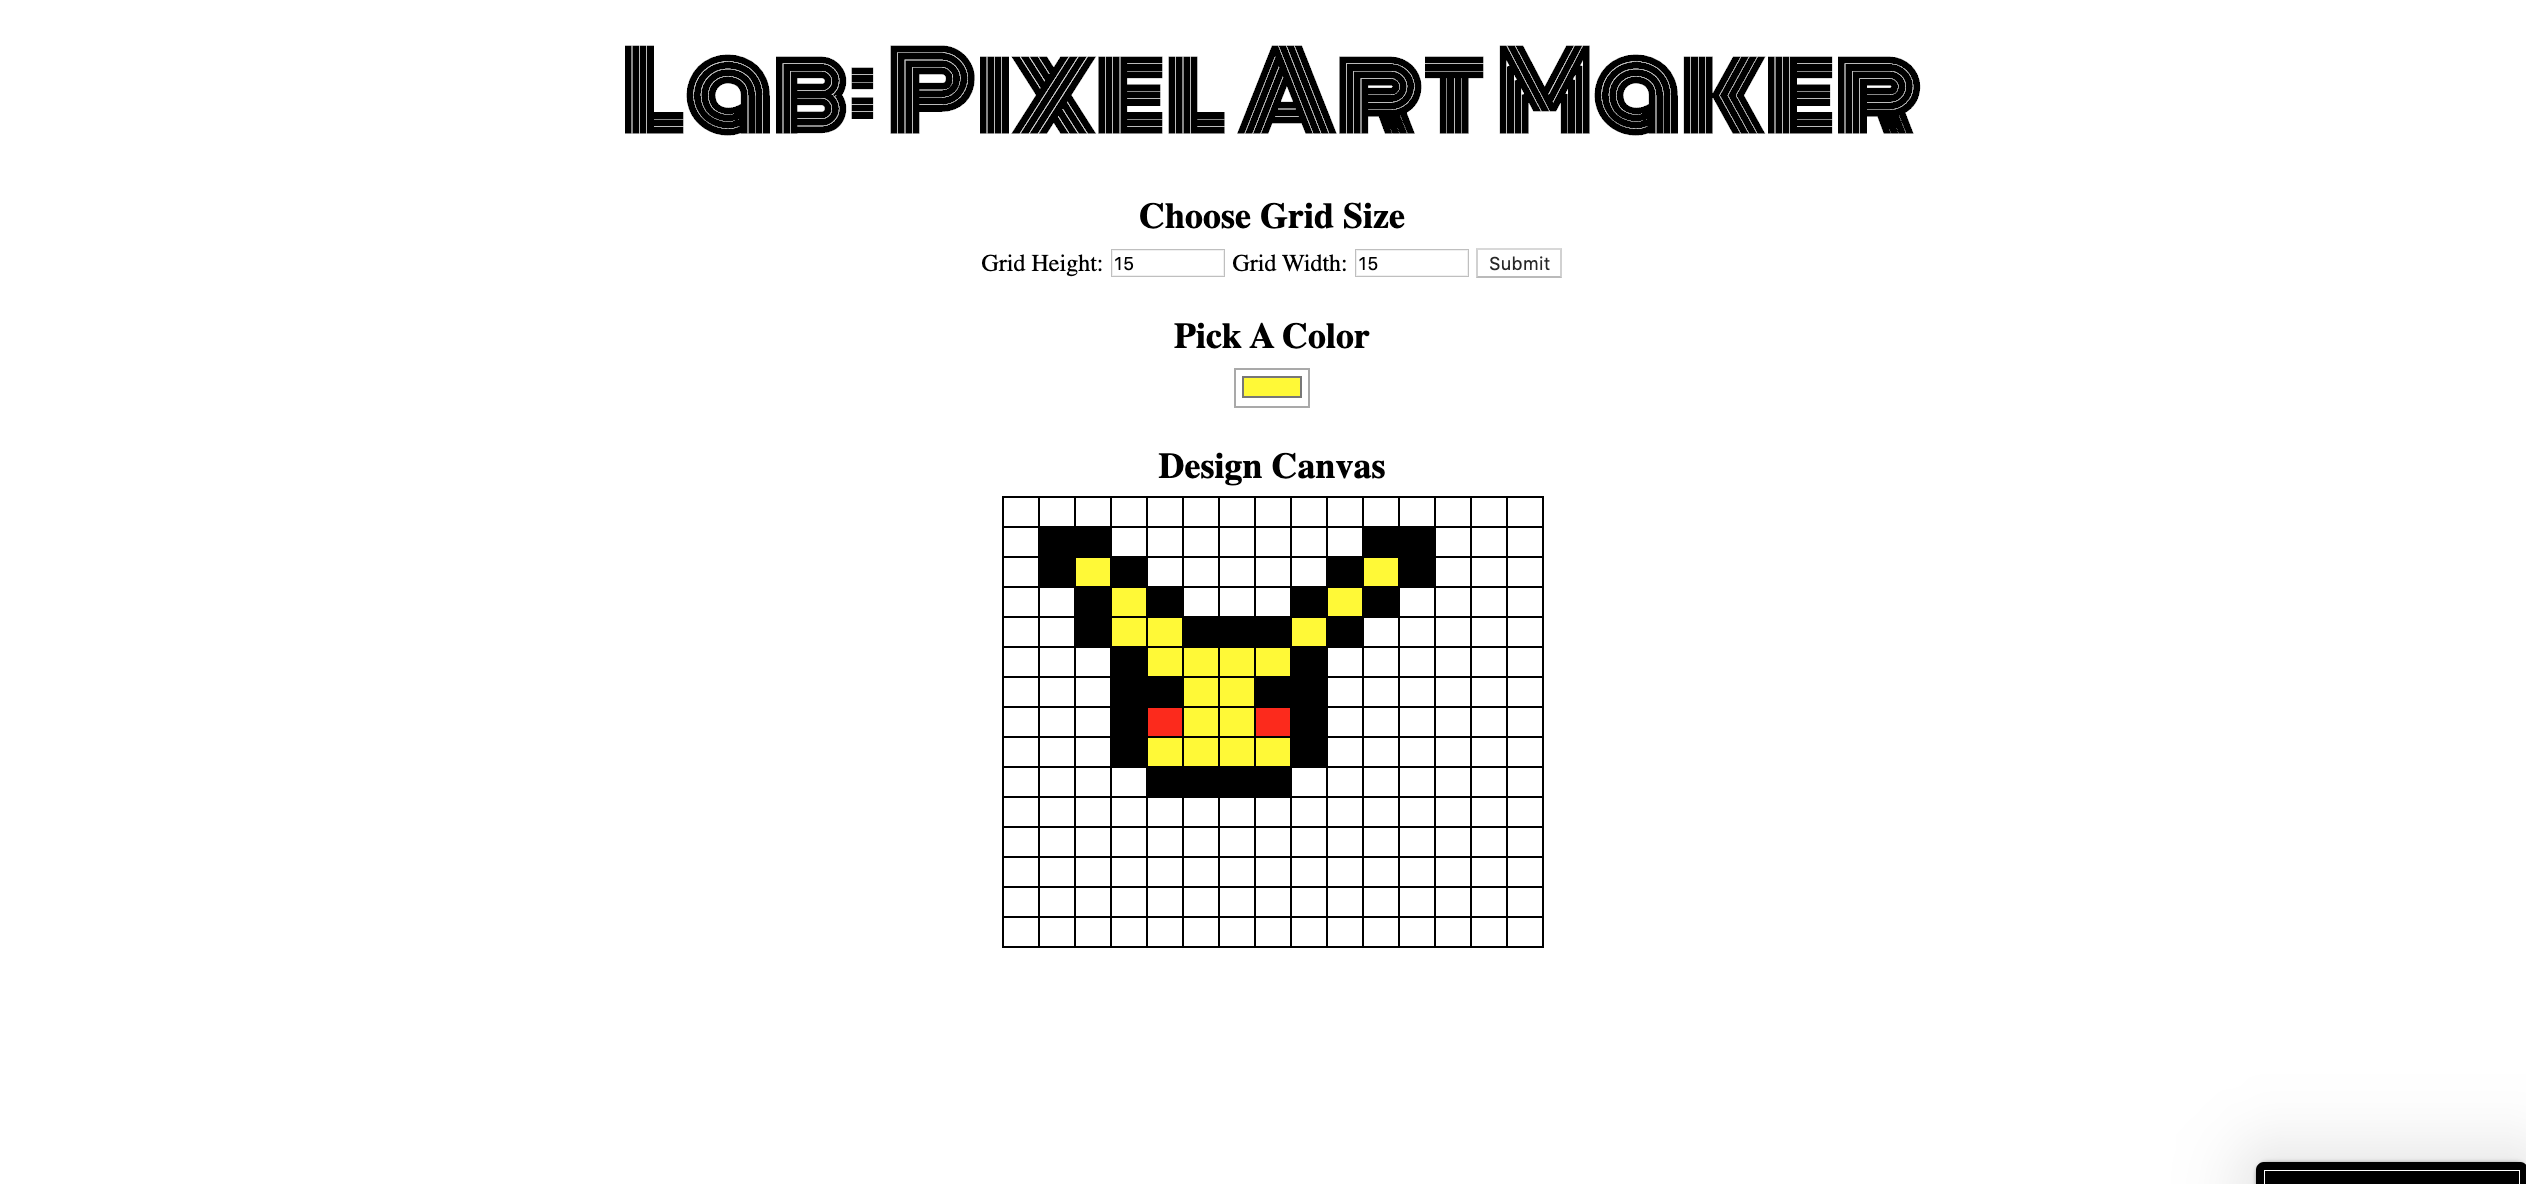 Lab: Pixel Art Maker
Choose Grid Size
Grid Height: 15 Grid Width: 15 Submit
Pick A Color
Design Canvas